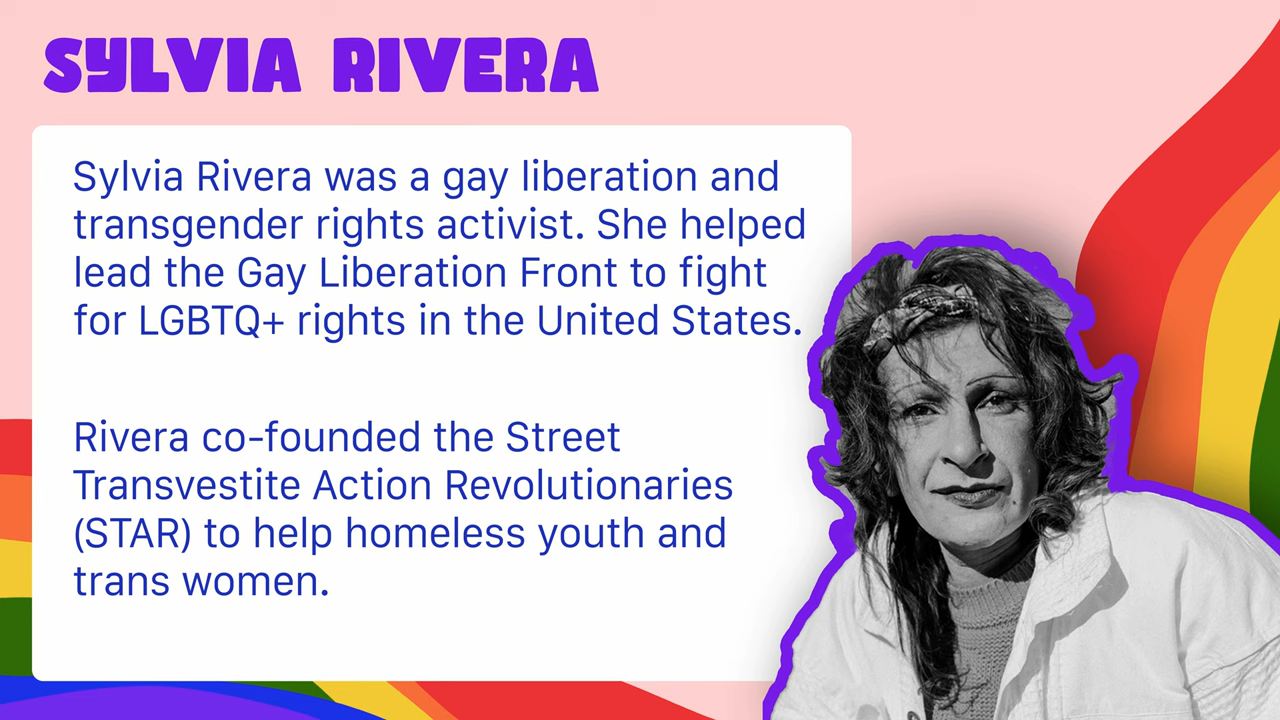 SYLVIA RIVERA
Sylvia Rivera was a gay liberation and
transgender rights activist. She helped
lead the Gay Liberation Front to fight
for LGBTQ+ rights in the United States.
Rivera co-founded the Street
Transvestite Action Revolutionaries
(STAR) to help homeless youth and
trans women.